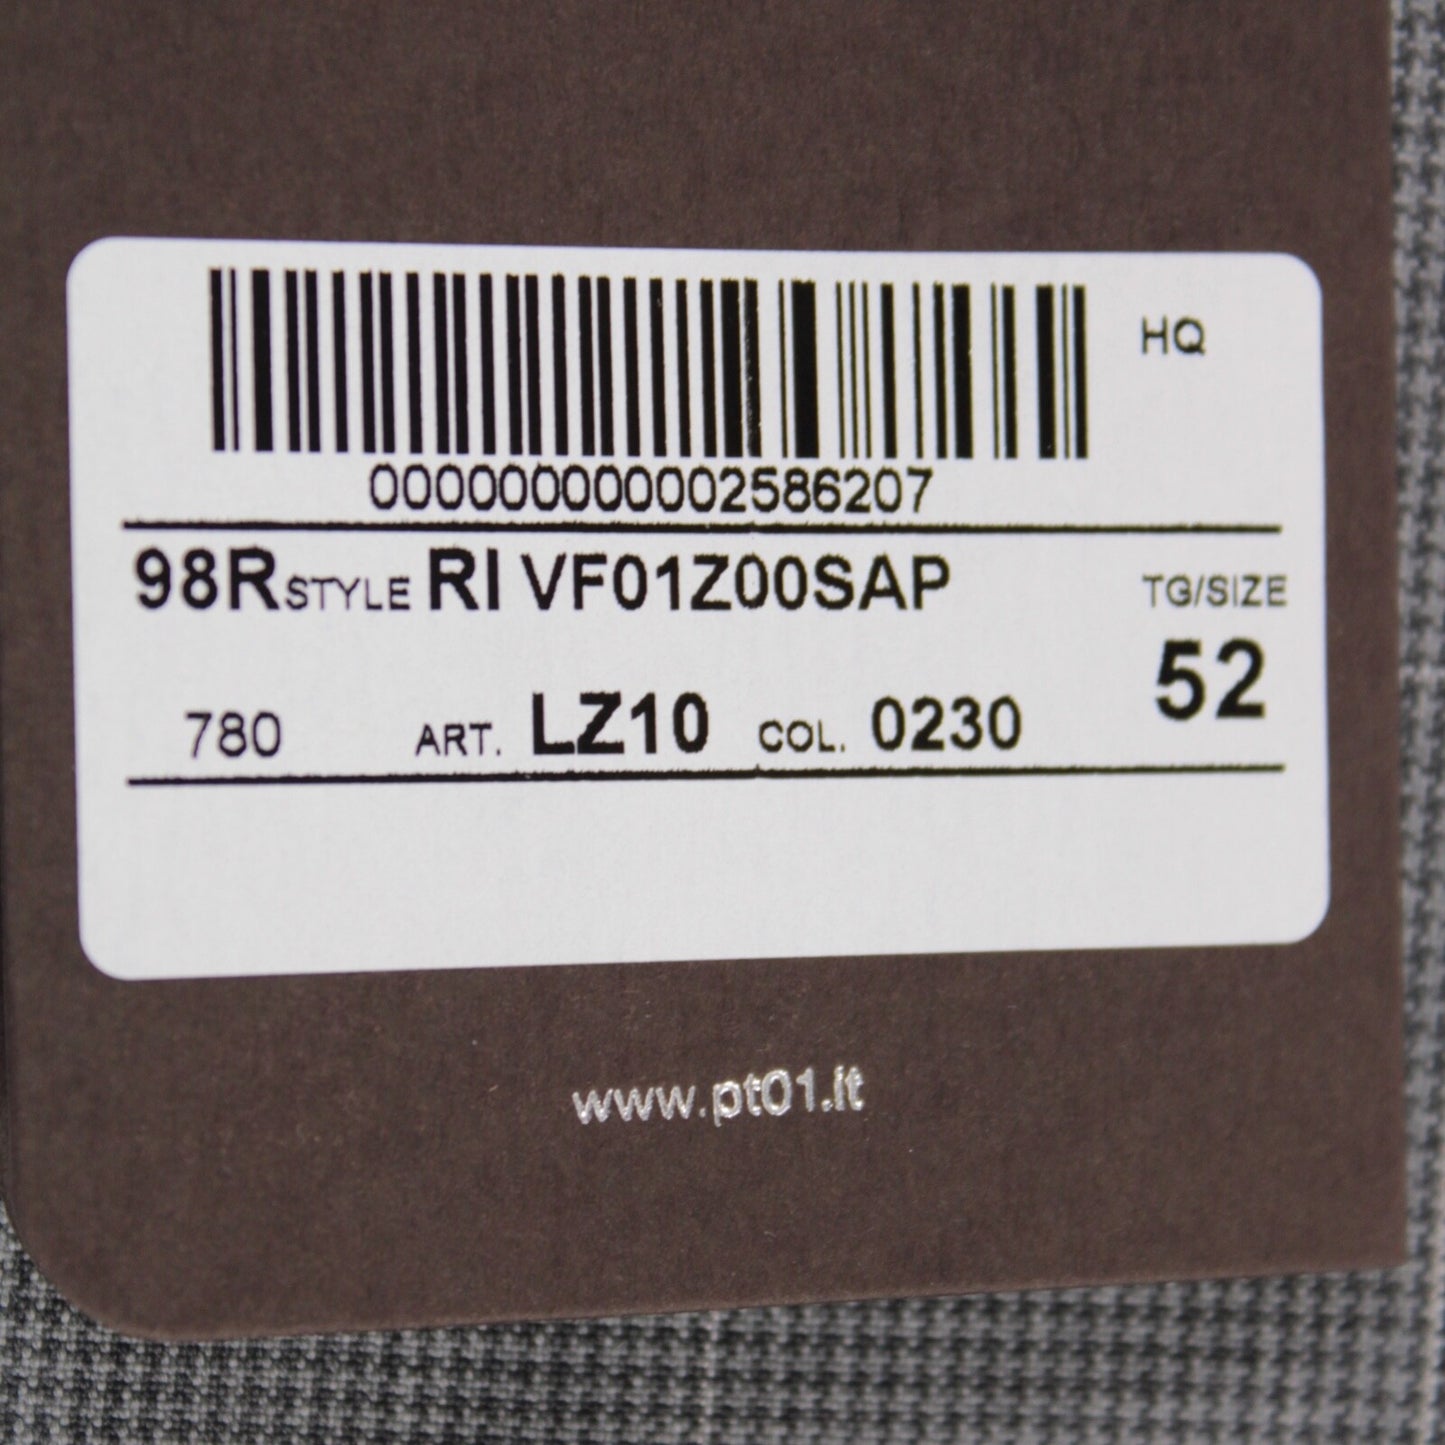 HQ
000000000002586207
98R STYLE RI VF01Z00SAP TG/SIZE
52
780 ART. LZ10 COL. 0230
www.pt01.it